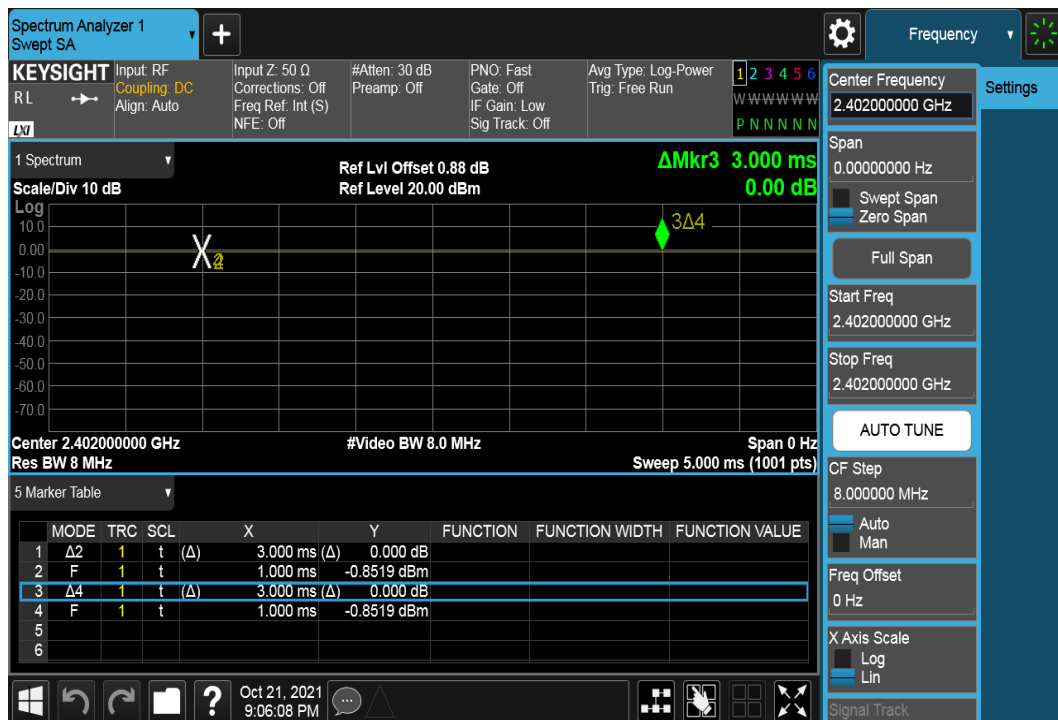 Spectrum Analyzer 1
Swept SA
+
Frequency
KEYSIGHT
RL
LXI
Input: RF
Coupling: DC
Align: Auto
Input Z: 50 Ω
Corrections: Off
Freq Ref: Int (S)
NFE: Off
#Atten: 30 dB
Preamp: Off
PNO: Fast
Gate: Off
IF Gain: Low
Sig Track: Off
Avg Type: Log-Power
Trig: Free Run
1 2 3 4 5 6
W W W W W W
P N N N N N
1 Spectrum
Scale/Div 10 dB
Ref Lvl Offset 0.88 dB
Ref Level 20.00 dBm
ΔMkr3 3.000 ms
0.00 dB
Log
10.0
0.00
-10.0
-20.0
-30.0
-40.0
-50.0
-60.0
-70.0
3Δ4
Center 2.402000000 GHz
#Video BW 8.0 MHz
Span 0 Hz
Res BW 8 MHz
Sweep 5.000 ms (1001 pts)
5 Marker Table
MODE TRC SCL X Y FUNCTION FUNCTION WIDTH FUNCTION VALUE
1 Δ2 1 t (Δ) 3.000 ms (Δ) 0.000 dB
2 F 1 t 1.000 ms -0.8519 dBm
3 Δ4 1 t (Δ) 3.000 ms (Δ) 0.000 dB
4 F 1 t 1.000 ms -0.8519 dBm
5
6
?
Oct 21, 2021
9:06:08 PM
Center Frequency
2.402000000 GHz
Settings
Span
0.00000000 Hz
Swept Span
Zero Span
Full Span
Start Freq
2.402000000 GHz
Stop Freq
2.402000000 GHz
AUTO TUNE
CF Step
8.000000 MHz
Auto
Man
Freq Offset
0 Hz
X Axis Scale
Log
Lin
Signal Track